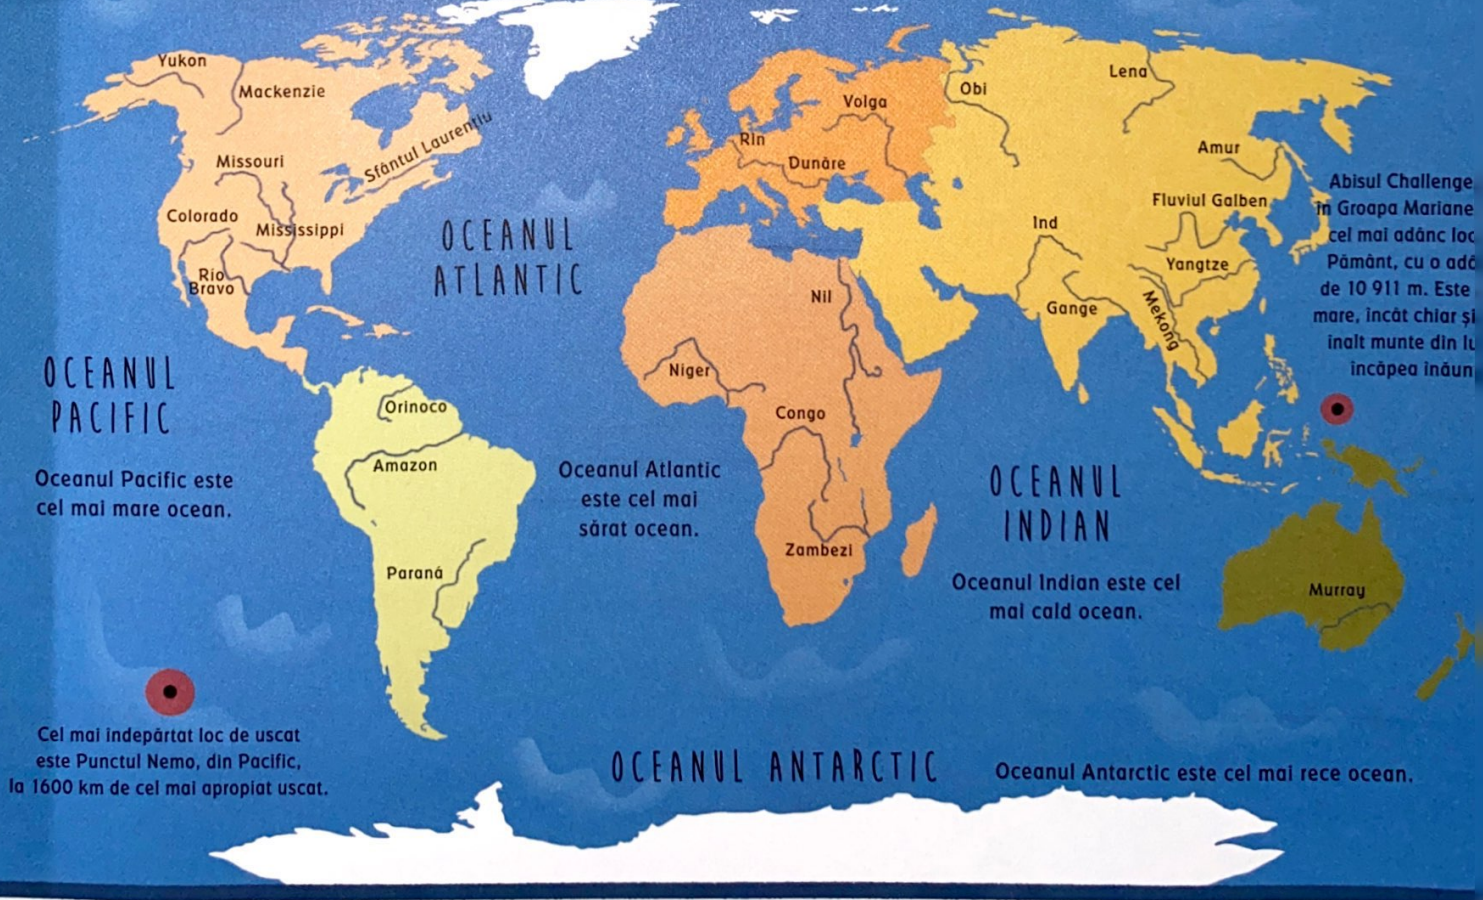 Yukon
Mackenzie
Missouri
Sfântul Laurențiu
Colorado
Mississippi
Río
Bravo
OCEANUL
ATLANTIC
OCEANUL
PACIFIC
Oceanul Pacific este
cel mai mare ocean.
Orinoco
Amazon
Paraná
Cel mai îndepărtat loc de uscat
este Punctul Nemo, din Pacific,
la 1600 km de cel mai apropiat uscat.
Volga
Rin
Dunăre
Nil
Niger
Congo
Zambezi
Oceanul Atlantic
este cel mai
sărat ocean.
Obi
Lena
Amur
Fluviul Galben
Ind
Yangtze
Gange
Mekong
Abisul Challenge
în Groapa Mariane
cel mai adânc loc
Pământ, cu o
de 10 911 m. Este
mare, încât chiar și
înalt munte din
încăpea
OCEANUL
INDIAN
Oceanul Indian este cel
mai cald ocean.
Murray
OCEANUL ANTARCTIC
Oceanul Antarctic este cel mai rece ocean.